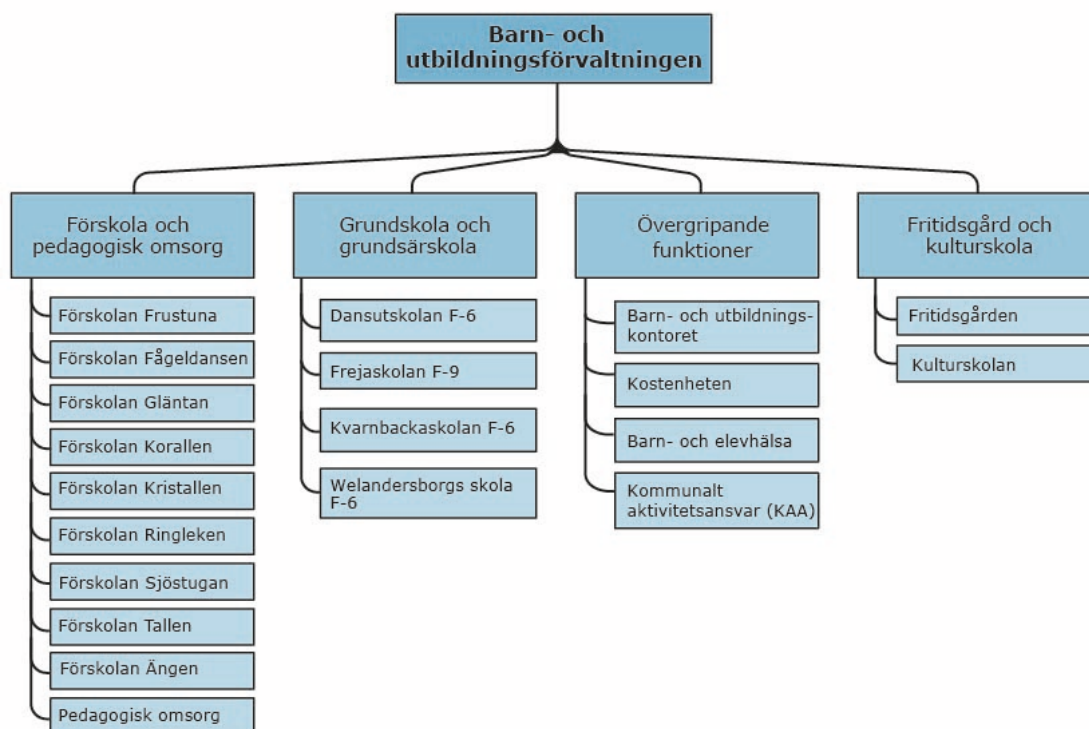 Barn- och
utbildningsförvaltningen
Förskola och
pedagogisk omsorg
Förskolan Frustuna
Förskolan Fågeldansen
Förskolan Gläntan
Förskolan Korallen
Förskolan Kristallen
Förskolan Ringleken
Förskolan Sjöstugan
Förskolan Tallen
Förskolan Ängen
Pedagogisk omsorg
Grundskola och
grundsärskola
Dansutskolan F-6
Frejaskolan F-9
Kvarnbackaskolan F-6
Welandersborgs skola
F-6
Övergripande
funktioner
Barn- och utbildnings-
kontoret
Kostenheten
Barn- och elevhälsa
Kommunalt
aktivitetsansvar (KAA)
Fritidsgård och
kulturskola
Fritidsgården
Kulturskolan